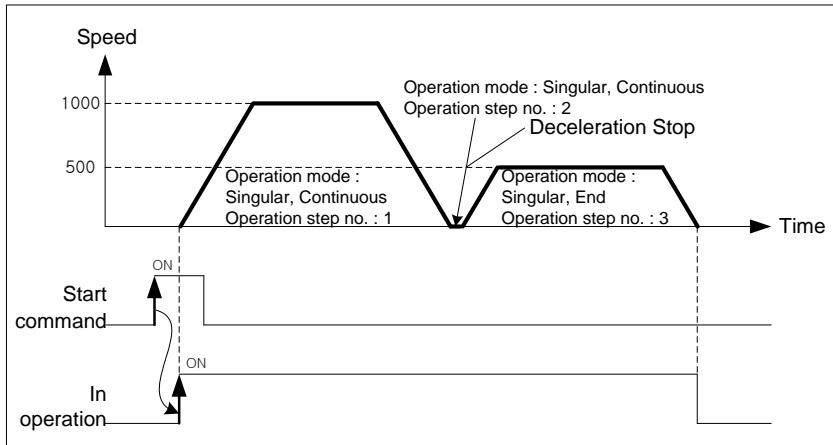 Speed
Operation mode : Singular, Continuous
Operation step no. : 2
Deceleration Stop
1000
500
Operation mode :
Singular, Continuous
Operation step no. : 1
Operation mode :
Singular, End
Operation step no. : 3
Time
ON
Start
command
ON
In
operation